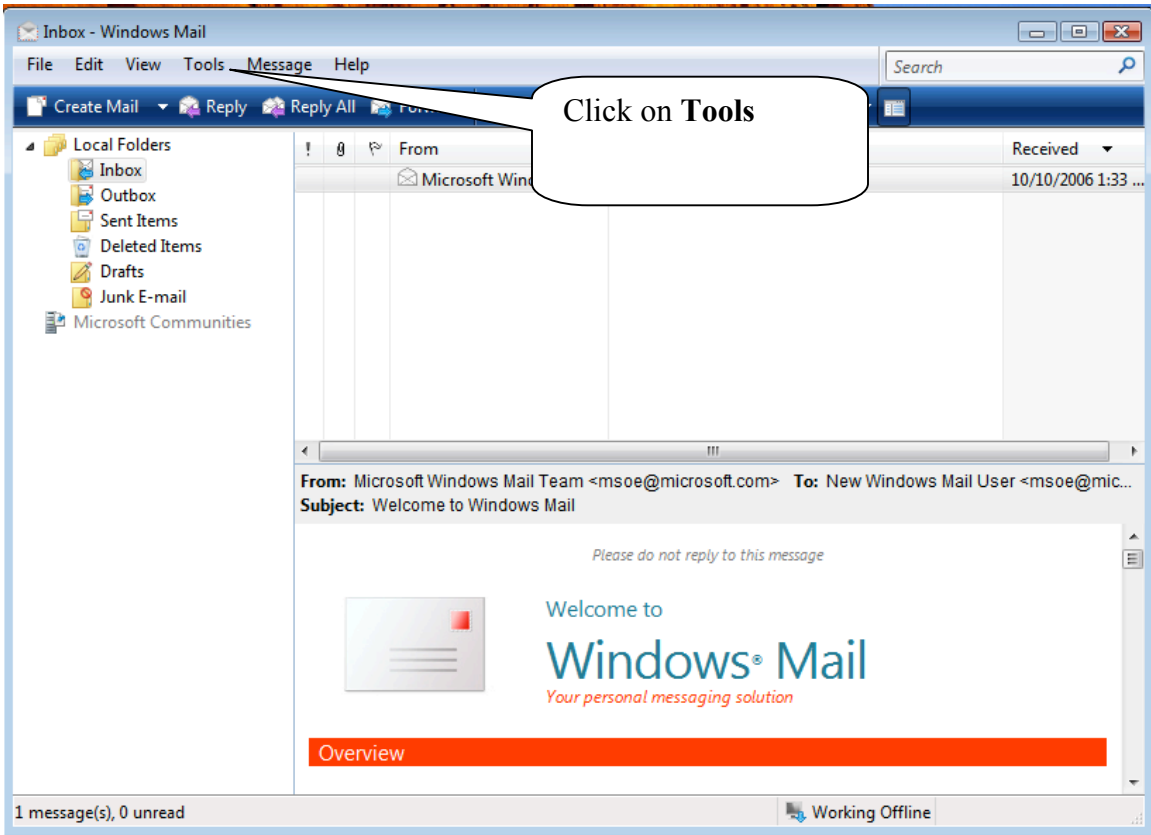 Inbox - Windows Mail
File Edit View Tools Message Help Search
Create Mail Reply Reply All
Click on Tools
Local Folders
Inbox
Outbox
Sent Items
Deleted Items
Drafts
Junk E-mail
Microsoft Communities
! From Received
Microsoft 10/10/2006 1:33 ...
From: Microsoft Windows Mail Team <msoe@microsoft.com> To: New Windows Mail User <msoe@mic...
Subject: Welcome to Windows Mail
Please do not reply to this message
Welcome to
Windows® Mail
Your personal messaging solution
Overview
1 message(s), 0 unread Working Offline